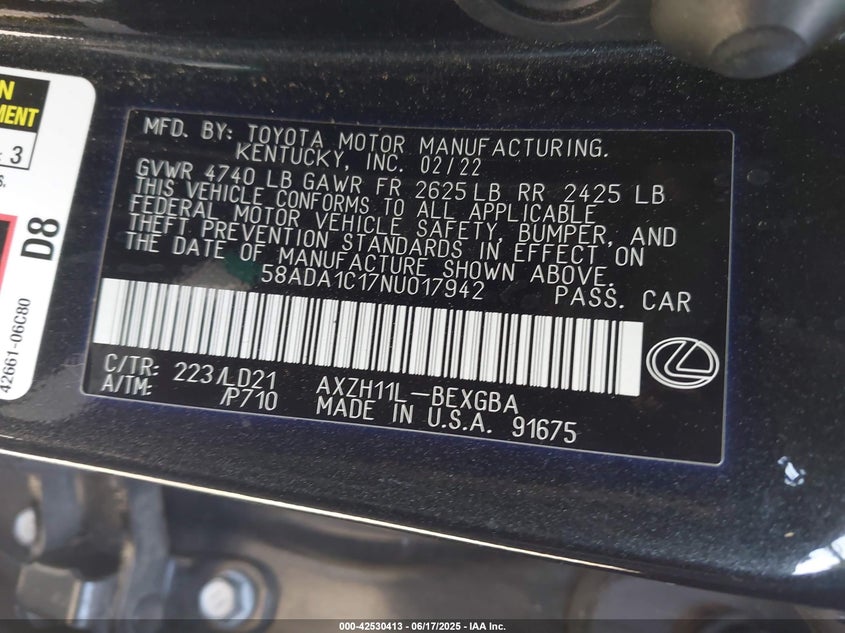 N
MENT
3
S.
D8
42661-06C80
MFD. BY: TOYOTA MOTOR MANUFACTURING.
KENTUCKY, INC. 02/22
GVWR 4740 LB GAWR FR 2625 LB RR 2425 LB
THIS VEHICLE CONFORMS TO ALL APPLICABLE
FEDERAL MOTOR VEHICLE SAFETY, BUMPER, AND
THEFT PREVENTION STANDARDS IN EFFECT ON
THE DATE OF MANUFACTURE SHOWN ABOVE.
58ADA1C17NU017942 PASS. CAR
C/TR: 223/LD21 AXZH11L-BEXGBA
A/TM: /P710 MADE IN U.S.A. 91675
000-42530413 - 06/17/2025 - IAA Inc.